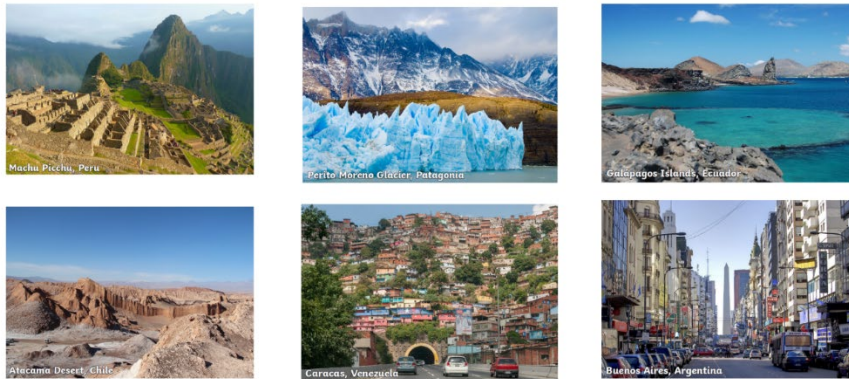 Machu Picchu, Peru
Perito Moreno Glacier, Patagonia
Galapagos Islands, Ecuador
Atacama Desert, Chile
Caracas, Venezuela
Buenos Aires, Argentina